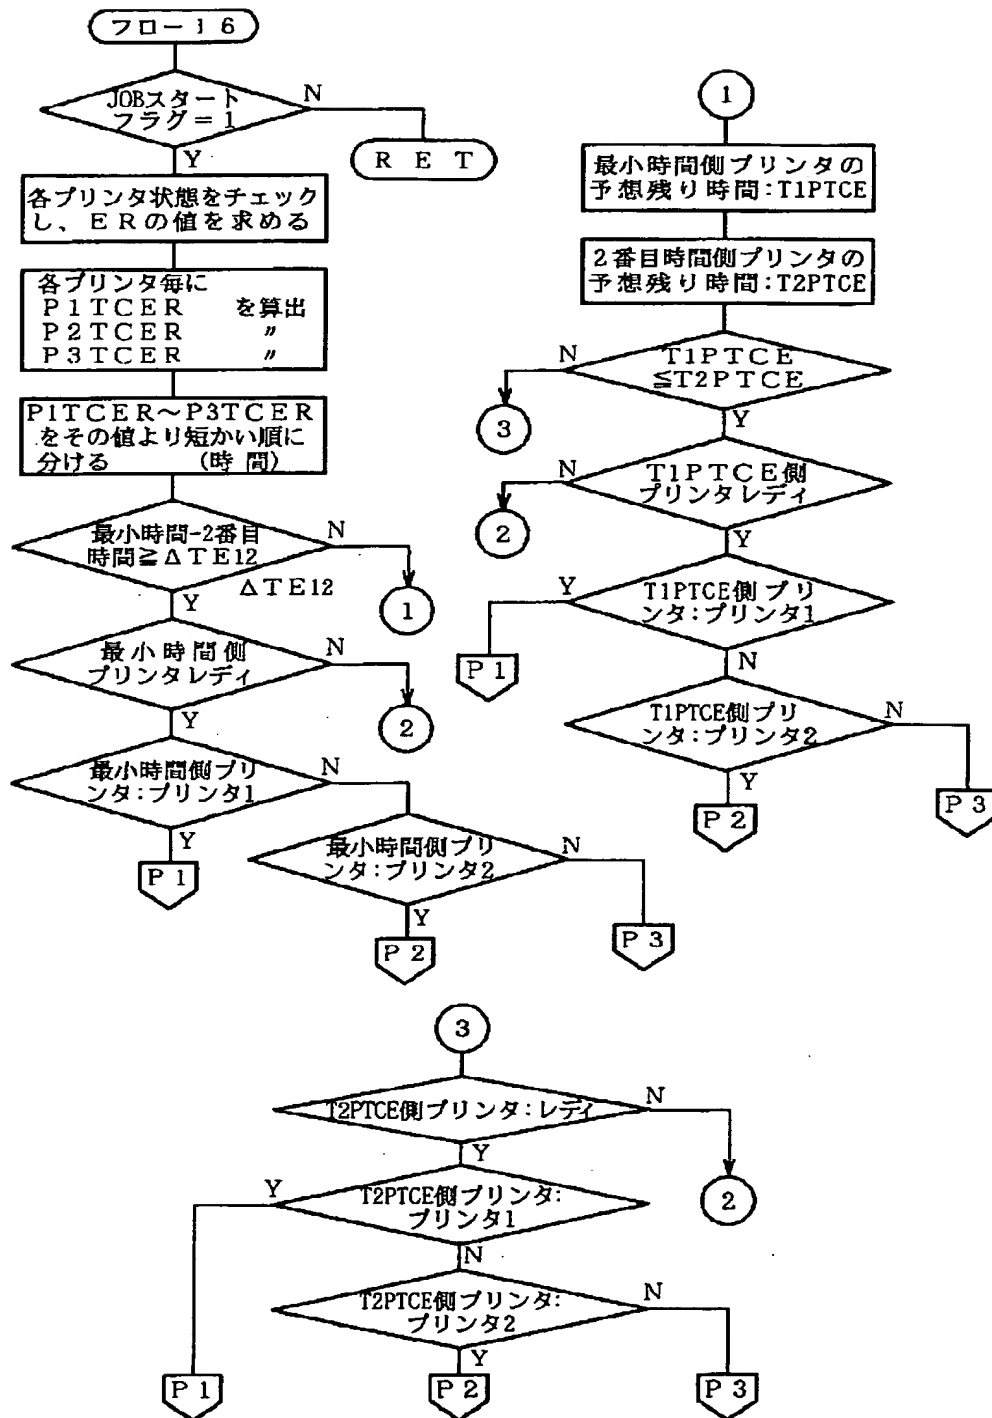 フロー16
JOBスタート
フラグ＝1
N
Y
RET
各プリンタ状態をチェック
し、ERの値を求める
各プリンタ毎に
P1TCER を算出
P2TCER 〃
P3TCER 〃
P1TCER～P3TCER
をその値より短かい順に
分ける (時間)
最小時間-2番目
時間≧ΔTE12
N
ΔTE12
Y
1
最小時間側
プリンタレディ
N
Y
2
最小時間側プリ
ンタ:プリンタ1
N
Y
P1
最小時間側プリ
ンタ:プリンタ2
N
Y
P2
P3
1
最小時間側プリンタの
予想残り時間:T1PTCE
2番目時間側プリンタの
予想残り時間:T2PTCE
T1PTCE
≦T2PTCE
N
Y
3
T1PTCE側
プリンタレディ
N
Y
2
T1PTCE側プリ
ンタ:プリンタ1
Y
N
P1
T1PTCE側プリ
ンタ:プリンタ2
N
Y
P2
P3
3
T2PTCE側プリンタ:レディ
N
Y
2
T2PTCE側プリンタ:
プリンタ1
Y
N
T2PTCE側プリンタ:
プリンタ2
N
Y
P1
P2
P3